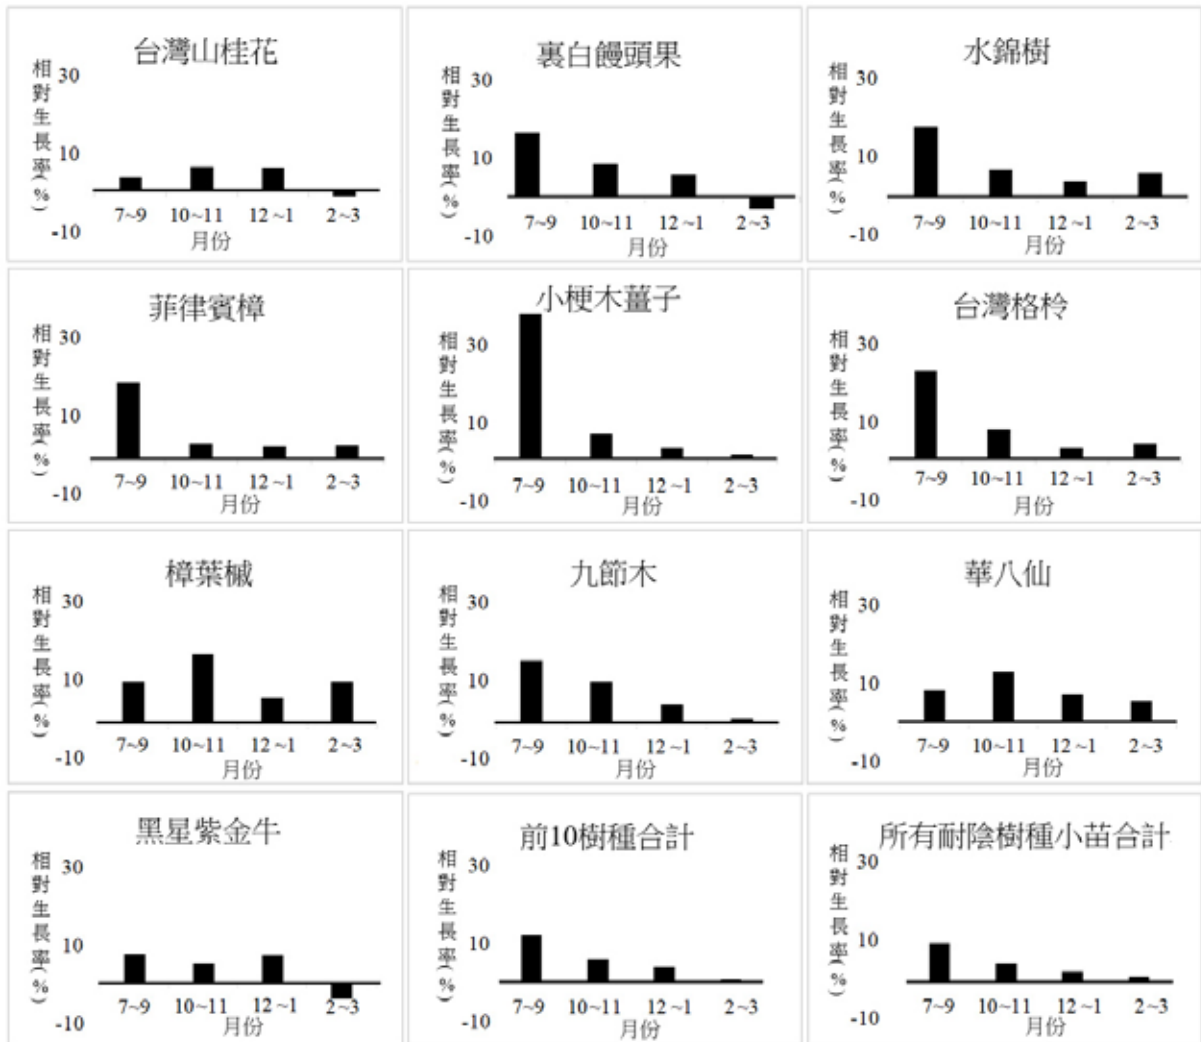 台灣山桂花
相對生長率(%)
30
10
-10
7~9 10~11 12~1 2~3
月份
裏白饅頭果
相對生長率(%)
30
10
-10
7~9 10~11 12~1 2~3
月份
水錦樹
相對生長率(%)
30
10
-10
7~9 10~11 12~1 2~3
月份
菲律賓樟
相對生長率(%)
30
10
-10
7~9 10~11 12~1 2~3
月份
小梗木薑子
相對生長率(%)
30
10
-10
7~9 10~11 12~1 2~3
月份
台灣格柃
相對生長率(%)
30
10
-10
7~9 10~11 12~1 2~3
月份
樟葉槭
相對生長率(%)
30
10
-10
7~9 10~11 12~1 2~3
月份
九節木
相對生長率(%)
30
10
-10
7~9 10~11 12~1 2~3
月份
華八仙
相對生長率(%)
30
10
-10
7~9 10~11 12~1 2~3
月份
黑星紫金牛
相對生長率(%)
30
10
-10
7~9 10~11 12~1 2~3
月份
前10樹種合計
相對生長率(%)
30
10
-10
7~9 10~11 12~1 2~3
月份
所有耐陰樹種小苗合計
相對生長率(%)
30
10
-10
7~9 10~11 12~1 2~3
月份